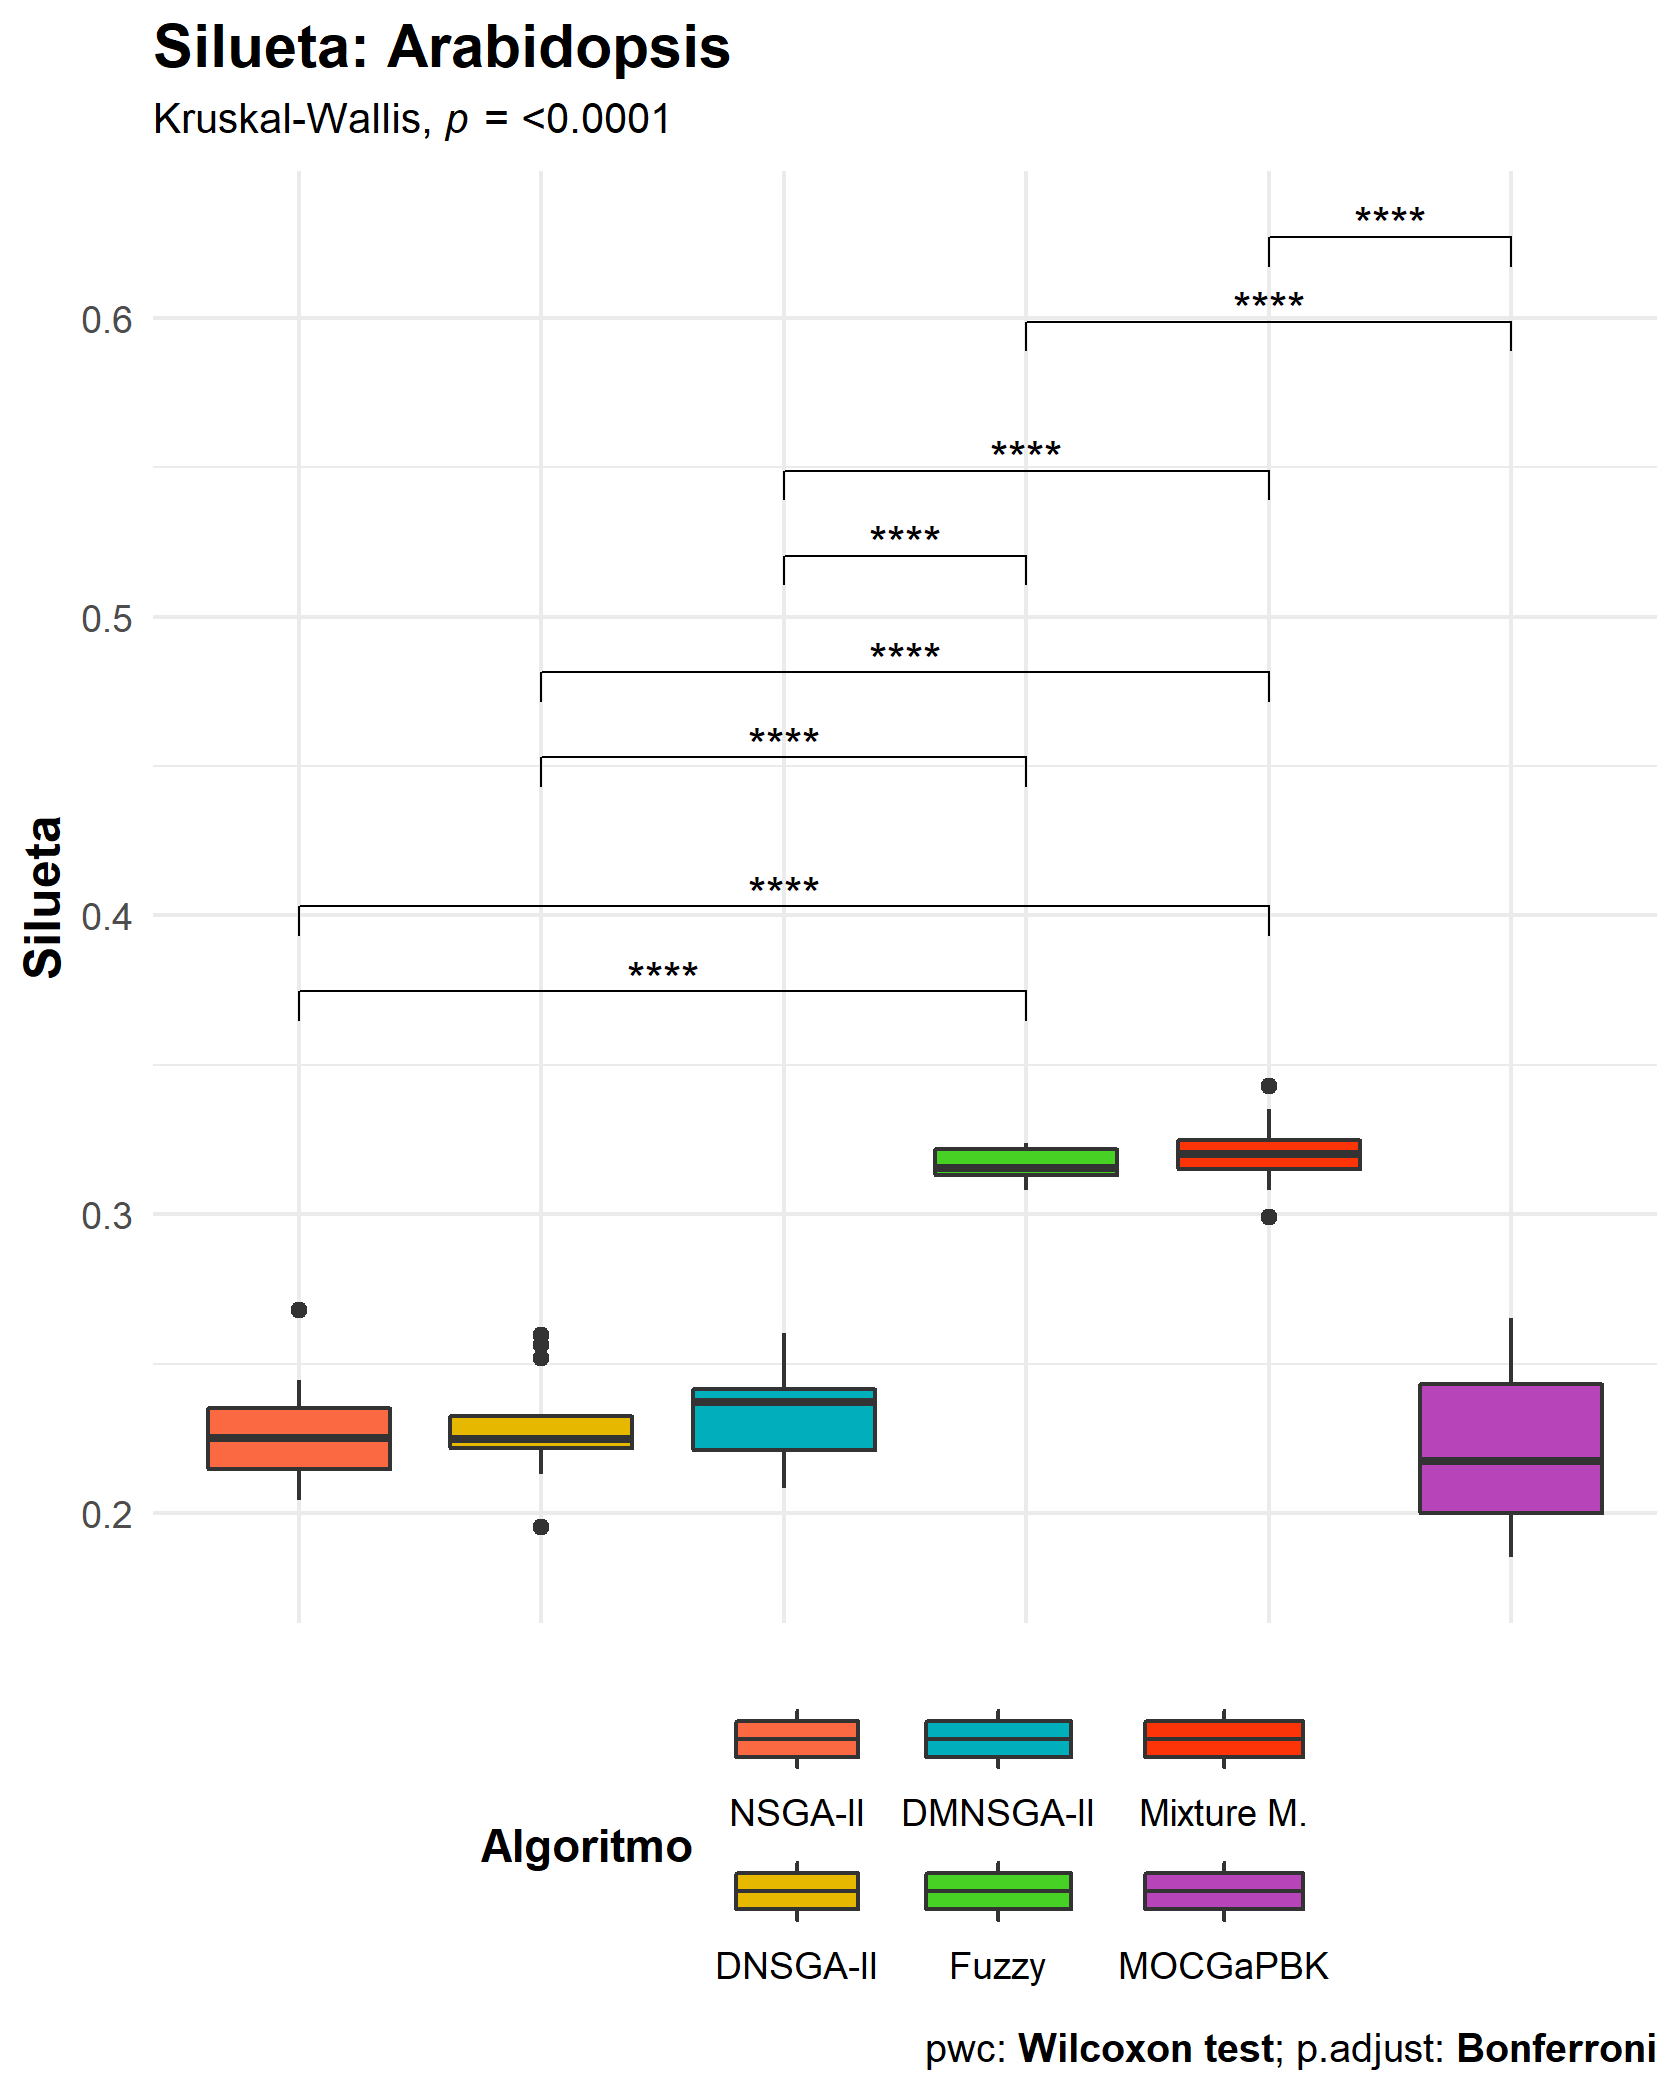 Silueta: Arabidopsis
Kruskal-Wallis, p = <0.0001
****
****
0.6
****
****
0.5
****
****
Silueta
****
0.4
****
0.3
0.2
NSGA-II DMNSGA-II Mixture M.
Algoritmo
DNSGA-II Fuzzy MOCGaPBK
pwc: Wilcoxon test; p.adjust: Bonferroni